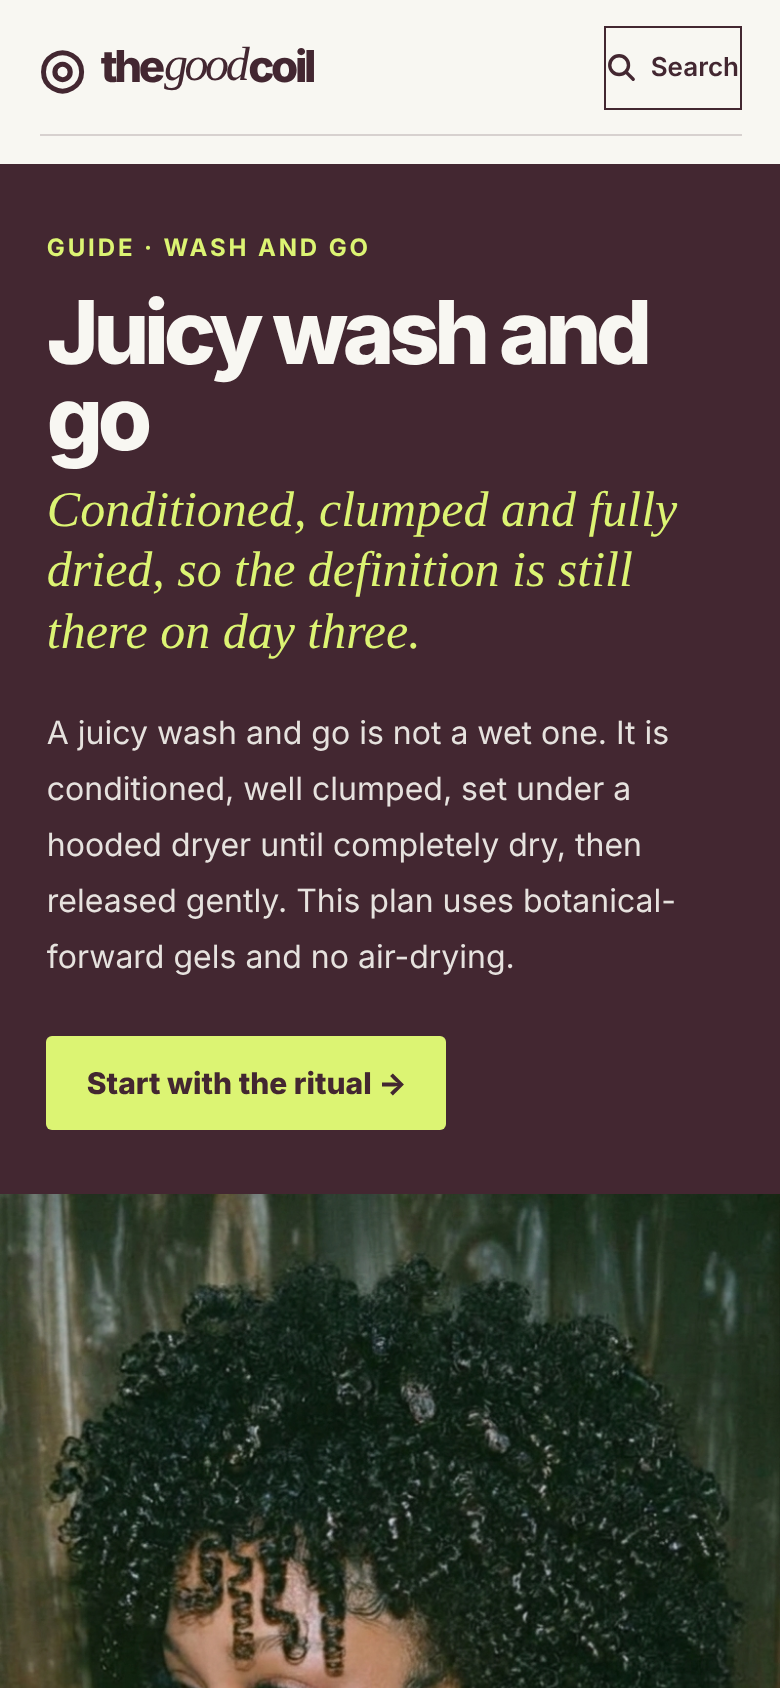 thegoodcoil
Search
GUIDE · WASH AND GO
Juicy wash and
go
Conditioned, clumped and fully
dried, so the definition is still
there on day three.
A juicy wash and go is not a wet one. It is
conditioned, well clumped, set under a
hooded dryer until completely dry, then
released gently. This plan uses botanical-
forward gels and no air-drying.
Start with the ritual →